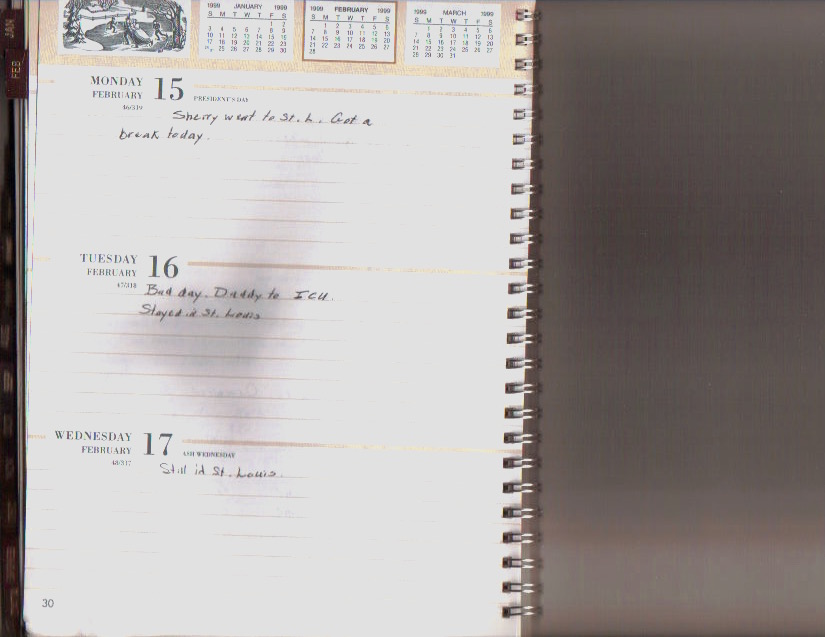 JAN
FEB
1999 JANUARY 1999
S M T W T F S
1 2
3 4 5 6 7 8 9
10 11 12 13 14 15 16
17 18 19 20 21 22 23
25 26 27 28 29 30
1999 FEBRUARY 1999
S M T W T F S
1 2 3 4 5 6
7 8 9 10 11 12 13
14 15 16 17 18 19 20
21 22 23 24 25 26 27
28
1999 MARCH 1999
S M T W T F S
1 2 3 4 5 6
7 8 9 10 11 12 13
14 15 16 17 18 19 20
21 22 23 24 25 26 27
28 29 30 31
MONDAY 15
FEBRUARY PRESIDENT'S DAY
46/319
Sherry went to St. L. Got a
break today.
TUESDAY 16
FEBRUARY
47/318
Bad day. Daddy to ICU.
Stayed in St. Louis
WEDNESDAY 17
FEBRUARY ASH WEDNESDAY
48/317
Still in St. Louis.
30